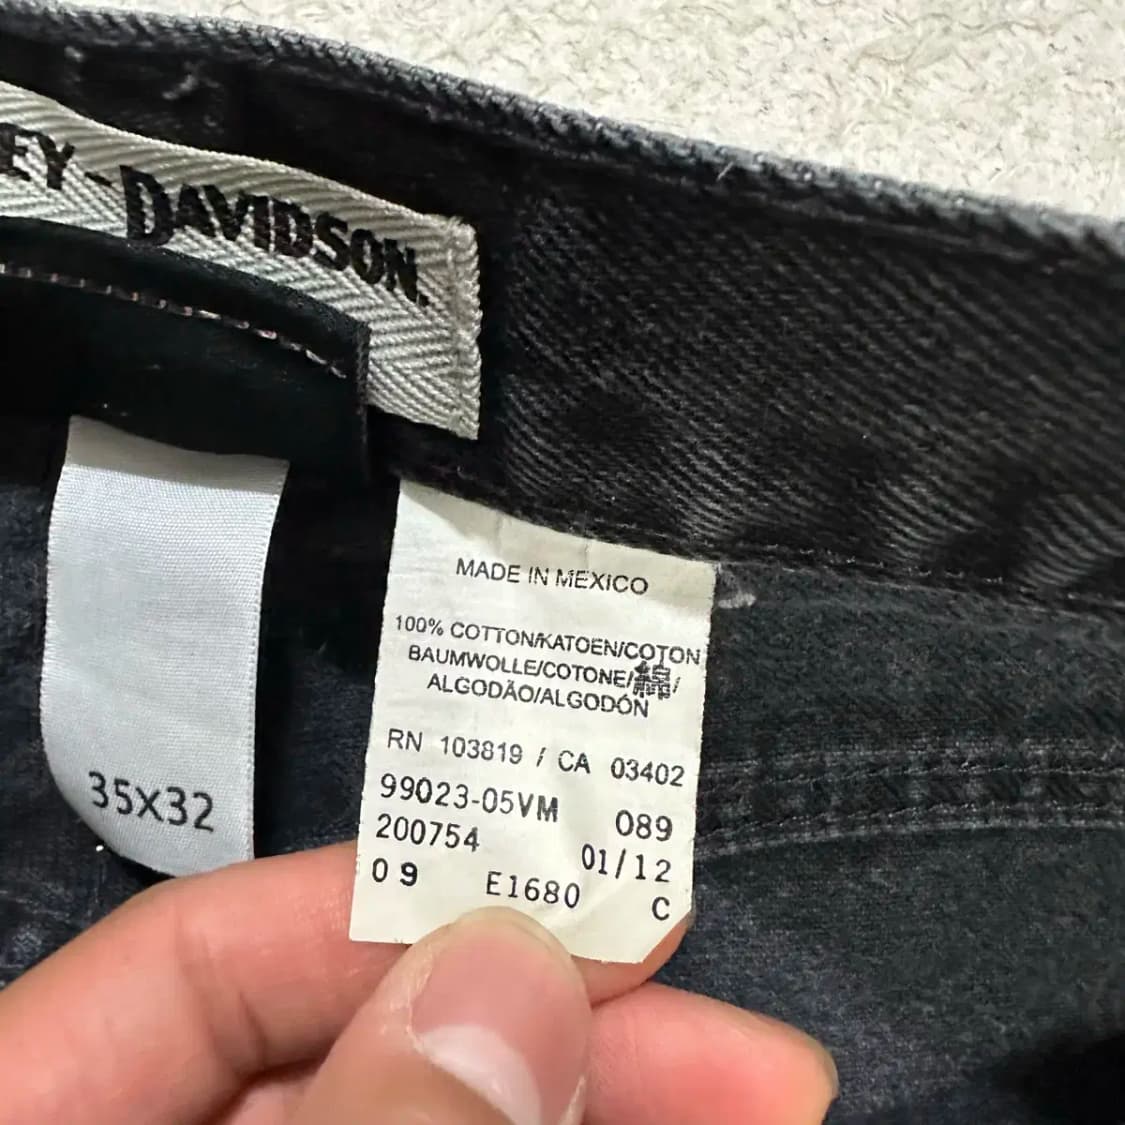 EY-DAVIDSON.
35X32
MADE IN MEXICO
100% COTTON/KATOEN/COTON
BAUMWOLLE/COTONE/綿/
ALGODÃO/ALGODÓN
RN 103819 / CA 03402
99023-05VM 089
200754 01/12
09 E1680 C